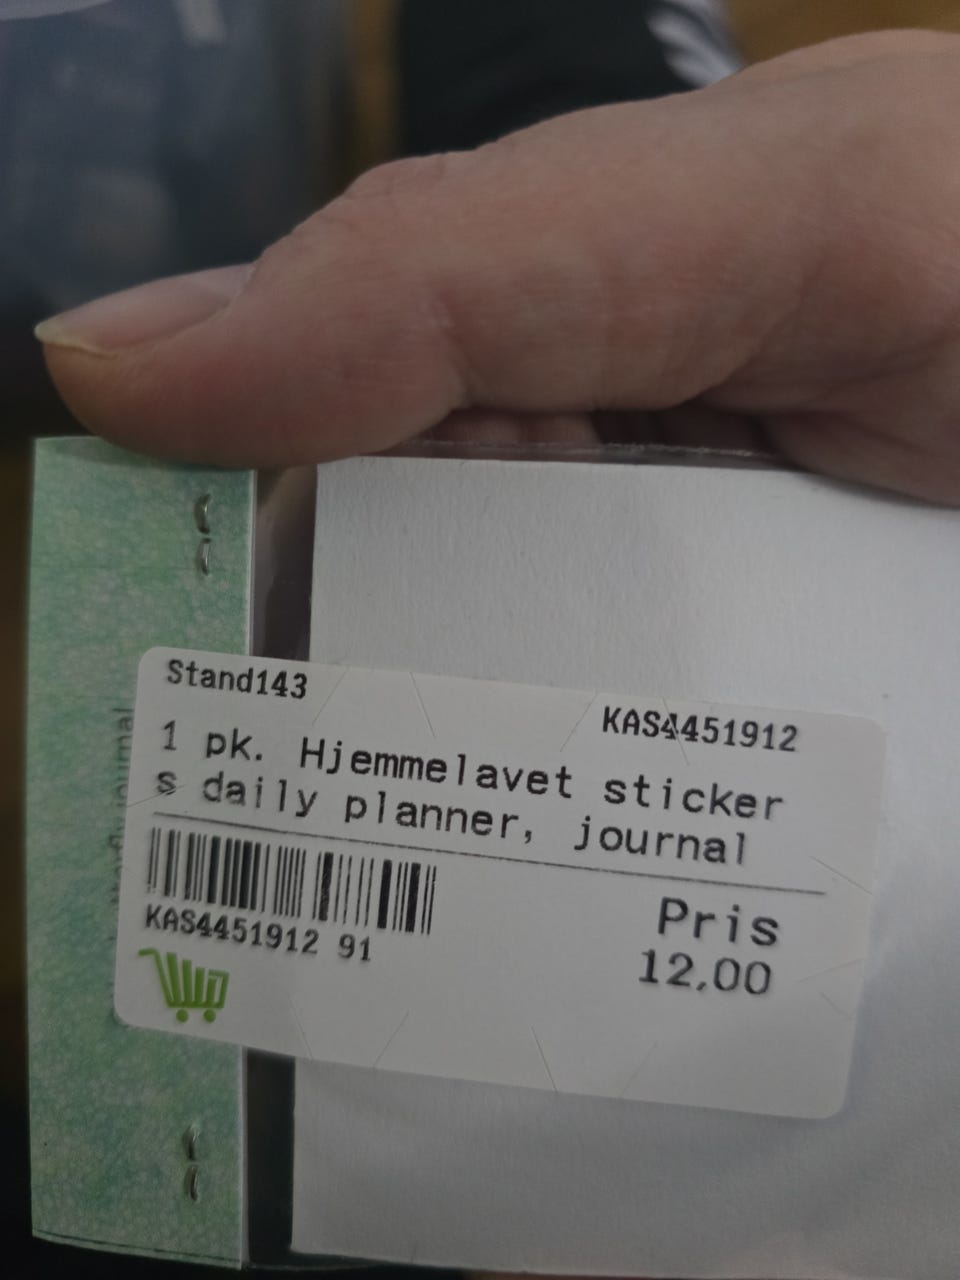 Stand143
KAS4451912
1 pk. Hjemmelavet sticker
s daily planner, journal
KAS4451912 91
Pris
12,00